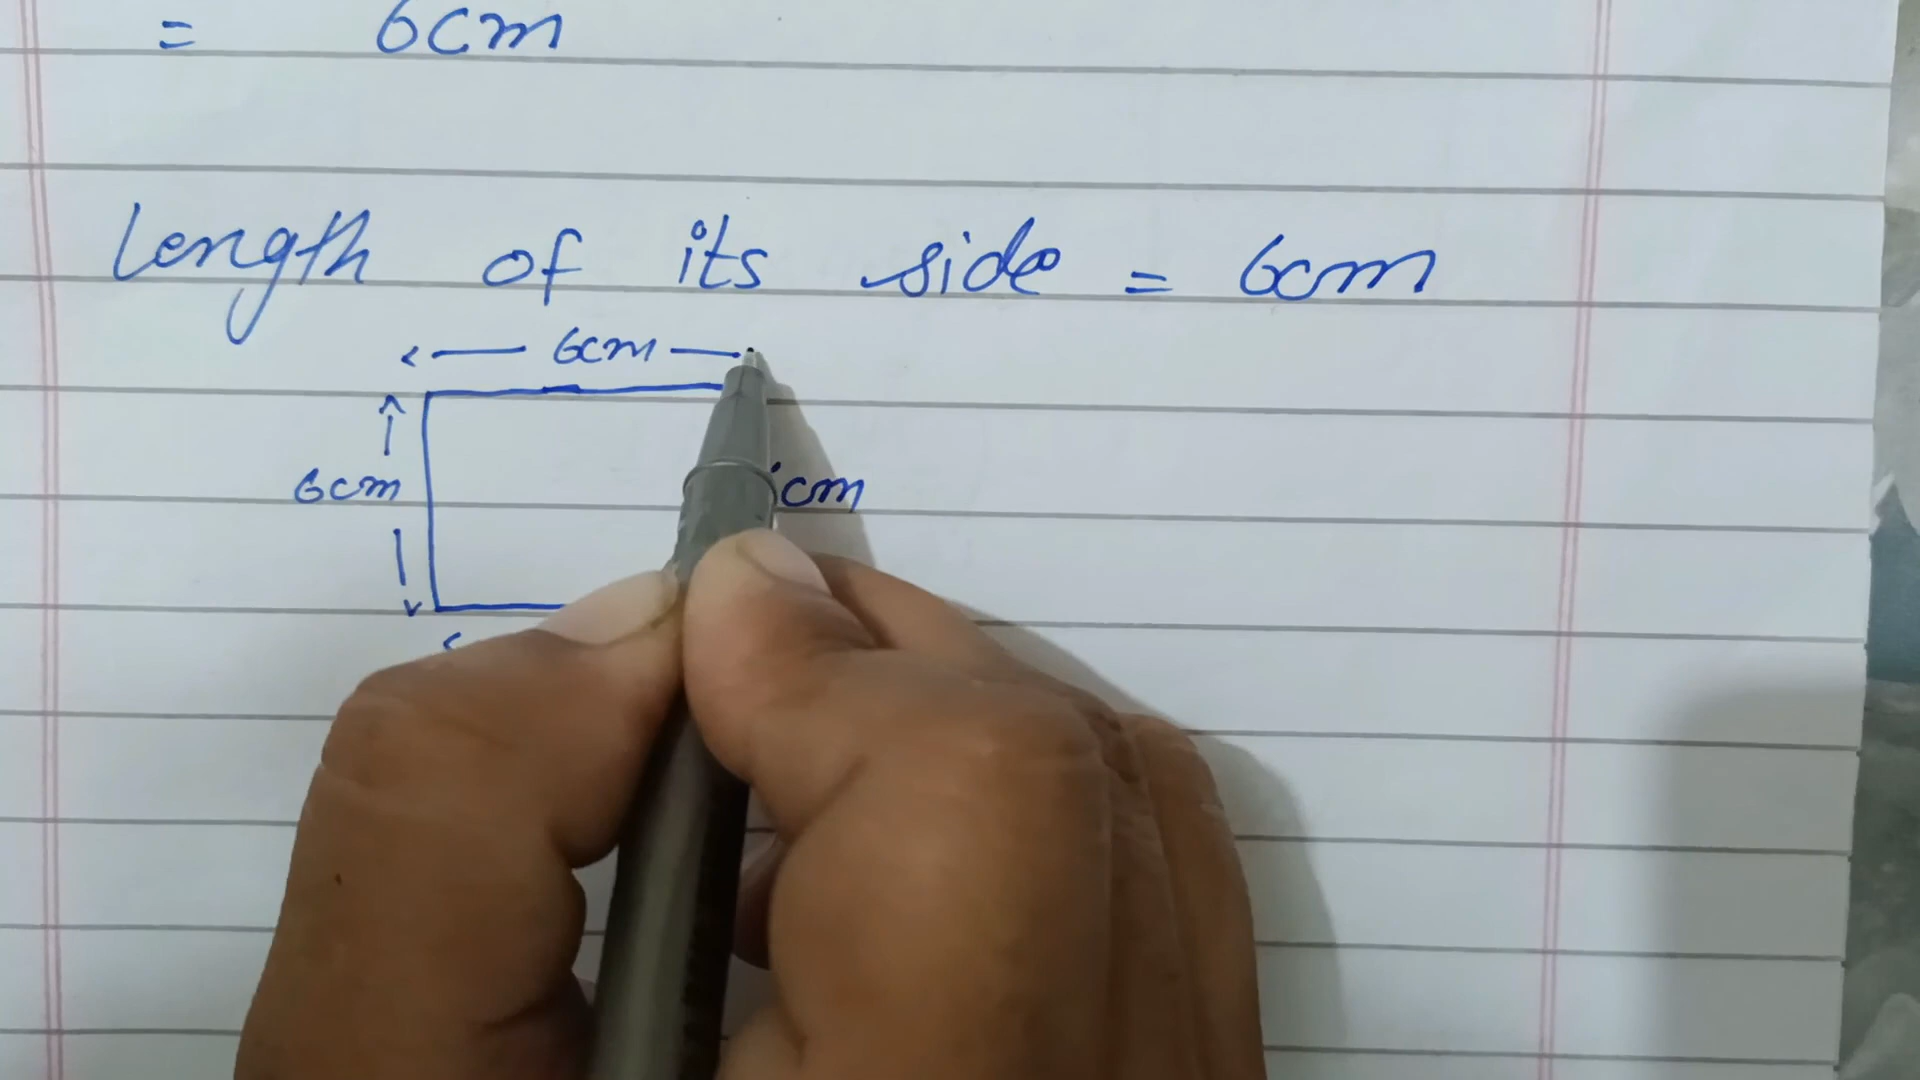 = 6cm
Length of its side = 6cm
6cm
6cm
cm